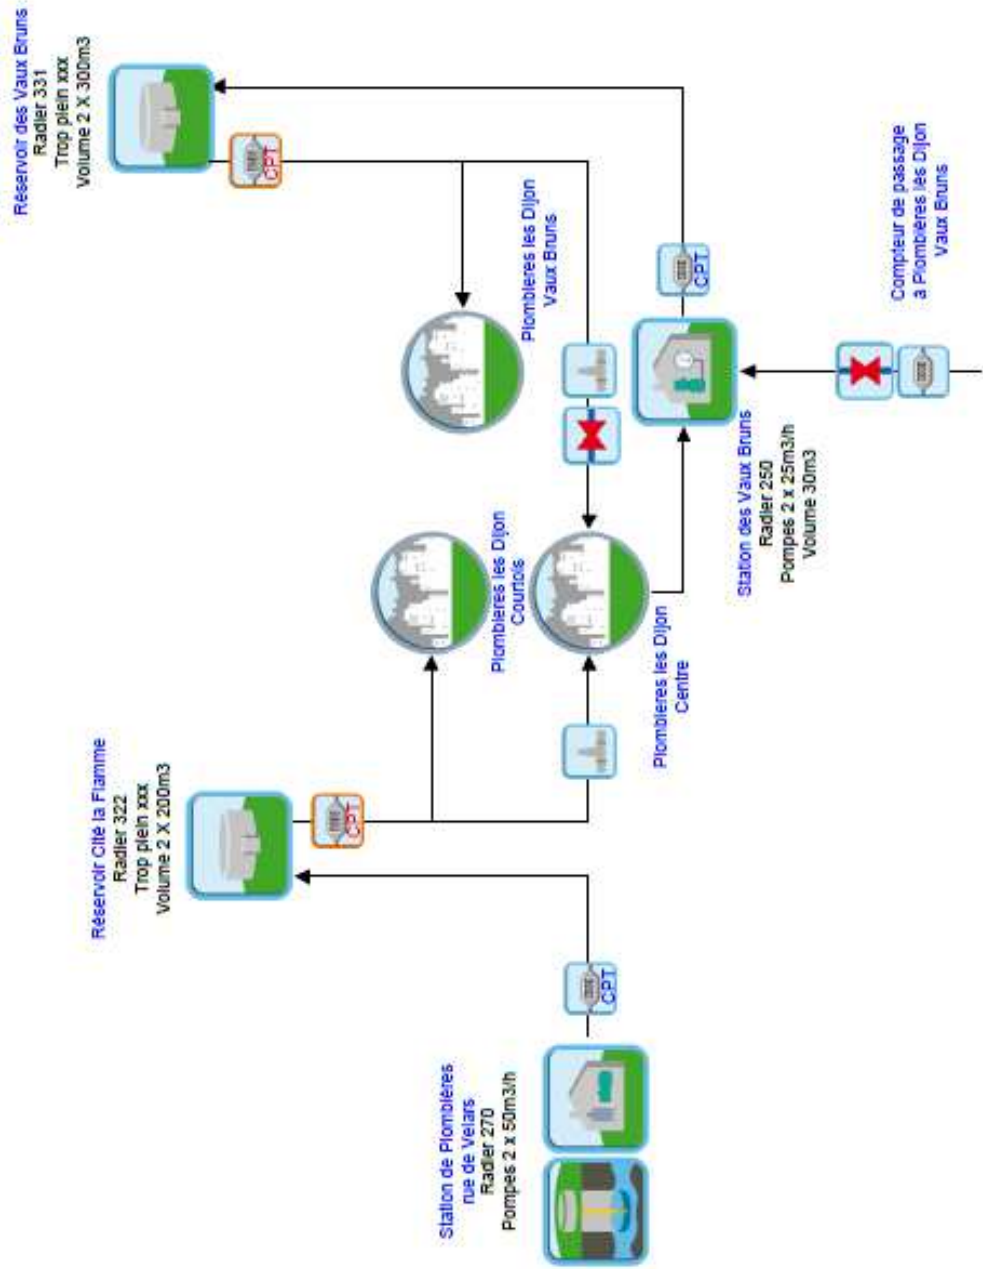 Réservoir des Vaux Bruns
Radier 331
Trop plein xxx
Volume 2 X 300m3
CPT
Plombieres les Dijon
Vaux Bruns
CPT
Compteur de passage
à Plombières lès Dijon
Vaux Bruns
Station des Vaux Bruns
Radier 250
Pompes 2 x 25m3/h
Volume 30m3
Plombieres les Dijon
Courtois
Plombieres les Dijon
Centre
Réservoir Cité la Flamme
Radier 322
Trop plein xxx
Volume 2 X 200m3
CPT
CPT
Station de Plombières
rue de Velars
Radier 270
Pompes 2 x 50m3/h